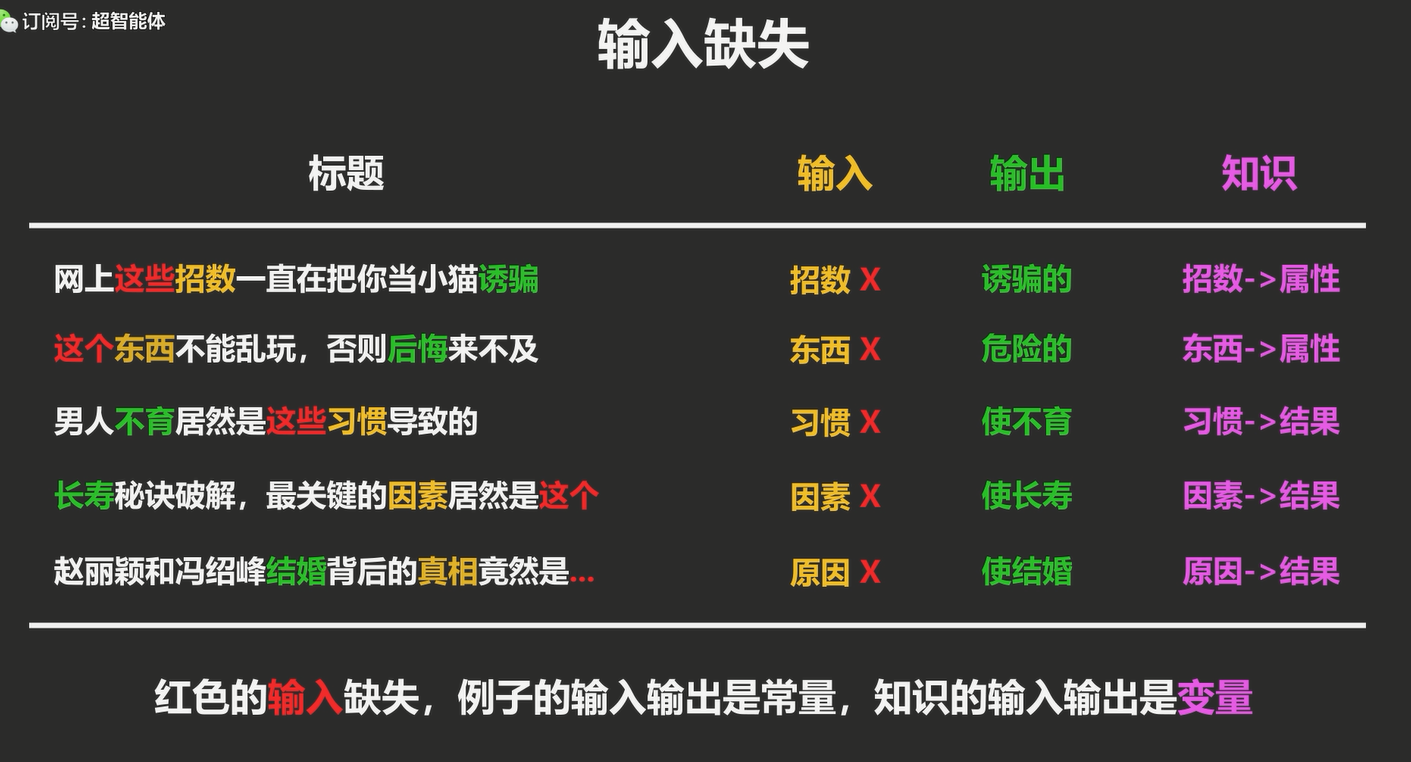 订阅号: 超智能体
输入缺失
标题 输入 输出 知识
网上这些招数一直在把你当小猫诱骗 招数 X 诱骗的 招数->属性
这个东西不能乱玩，否则后悔来不及 东西 X 危险的 东西->属性
男人不育居然是这些习惯导致的 习惯 X 使不育 习惯->结果
长寿秘诀破解，最关键的因素居然是这个 因素 X 使长寿 因素->结果
赵丽颖和冯绍峰结婚背后的真相竟然是... 原因 X 使结婚 原因->结果
红色的输入缺失，例子的输入输出是常量，知识的输入输出是变量